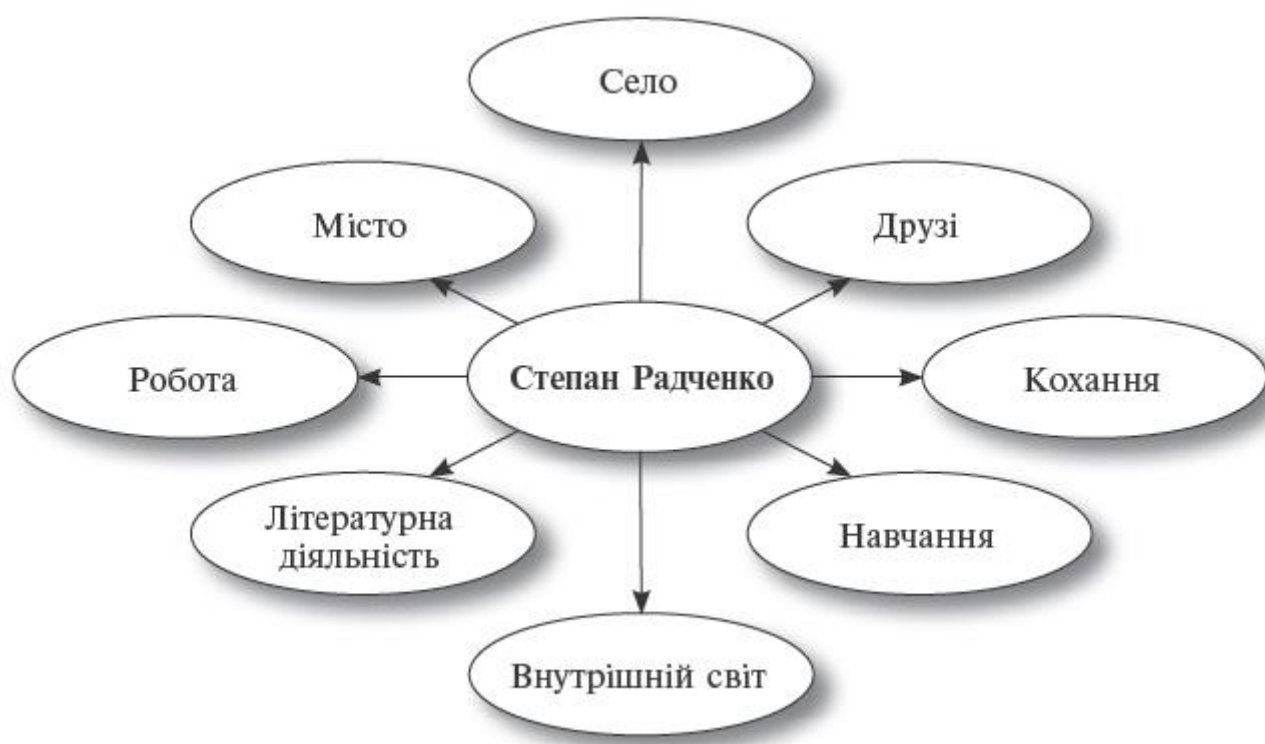 Село
Місто
Друзі
Робота
Степан Радченко
Кохання
Літературна
діяльність
Навчання
Внутрішній світ